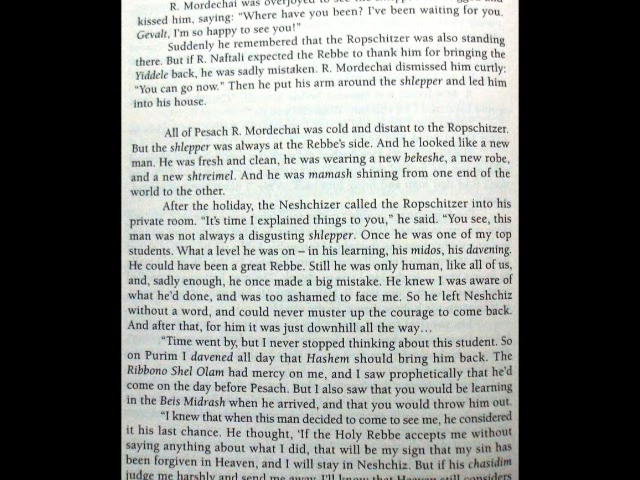 R. Mordechai was overjoyed to see
kissed him, saying: "Where have you been? I've been waiting for you.
Gevalt, I'm so happy to see you!"
Suddenly he remembered that the Ropschitzer was also standing
there. But if R. Naftali expected the Rebbe to thank him for bringing the
Yiddele back, he was sadly mistaken. R. Mordechai dismissed him curtly:
"You can go now." Then he put his arm around the shlepper and led him
into his house.
All of Pesach R. Mordechai was cold and distant to the Ropschitzer.
But the shlepper was always at the Rebbe's side. And he looked like a new
man. He was fresh and clean, he was wearing a new bekeshe, a new robe,
and a new shtreimel. And he was mamash shining from one end of the
world to the other.
After the holiday, the Neshchizer called the Ropschitzer into his
private room. "It's time I explained things to you," he said. "You see, this
man was not always a disgusting shlepper. Once he was one of my top
students. What a level he was on – in his learning, his midos, his davening.
He could have been a great Rebbe. Still he was only human, like all of us,
and, sadly enough, he once made a big mistake. He knew I was aware of
what he'd done, and was too ashamed to face me. So he left Neshchiz
without a word, and could never muster up the courage to come back.
And after that, for him it was just downhill all the way…
"Time went by, but I never stopped thinking about this student. So
on Purim I davened all day that Hashem should bring him back. The
Ribbono Shel Olam had mercy on me, and I saw prophetically that he'd
come on the day before Pesach. But I also saw that you would be learning
in the Beis Midrash when he arrived, and that you would throw him out.
"I knew that when this man decided to come to see me, he considered
it his last chance. He thought, 'If the Holy Rebbe accepts me without
saying anything about what I did, that will be my sign that my sin has
been forgiven in Heaven, and I will stay in Neshchiz. But if his chasidim
judge me harshly and send me away, I'll know that Heaven still considers